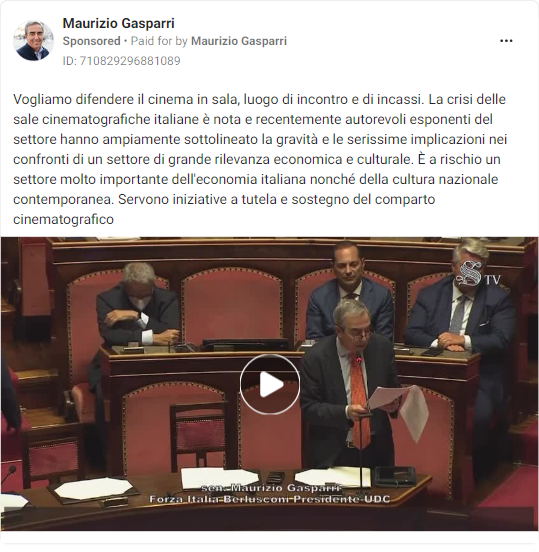 Maurizio Gasparri
Sponsored • Paid for by Maurizio Gasparri
ID: 710829296881089
Vogliamo difendere il cinema in sala, luogo di incontro e di incassi. La crisi delle
sale cinematografiche italiane è nota e recentemente autorevoli esponenti del
settore hanno ampiamente sottolineato la gravità e le serissime implicazioni nei
confronti di un settore di grande rilevanza economica e culturale. È a rischio un
settore molto importante dell'economia italiana nonché della cultura nazionale
contemporanea. Servono iniziative a tutela e sostegno del comparto
cinematografico
S TV
sen. Maurizio Gasparri
Forza Italia-Berlusconi Presidente-UDC